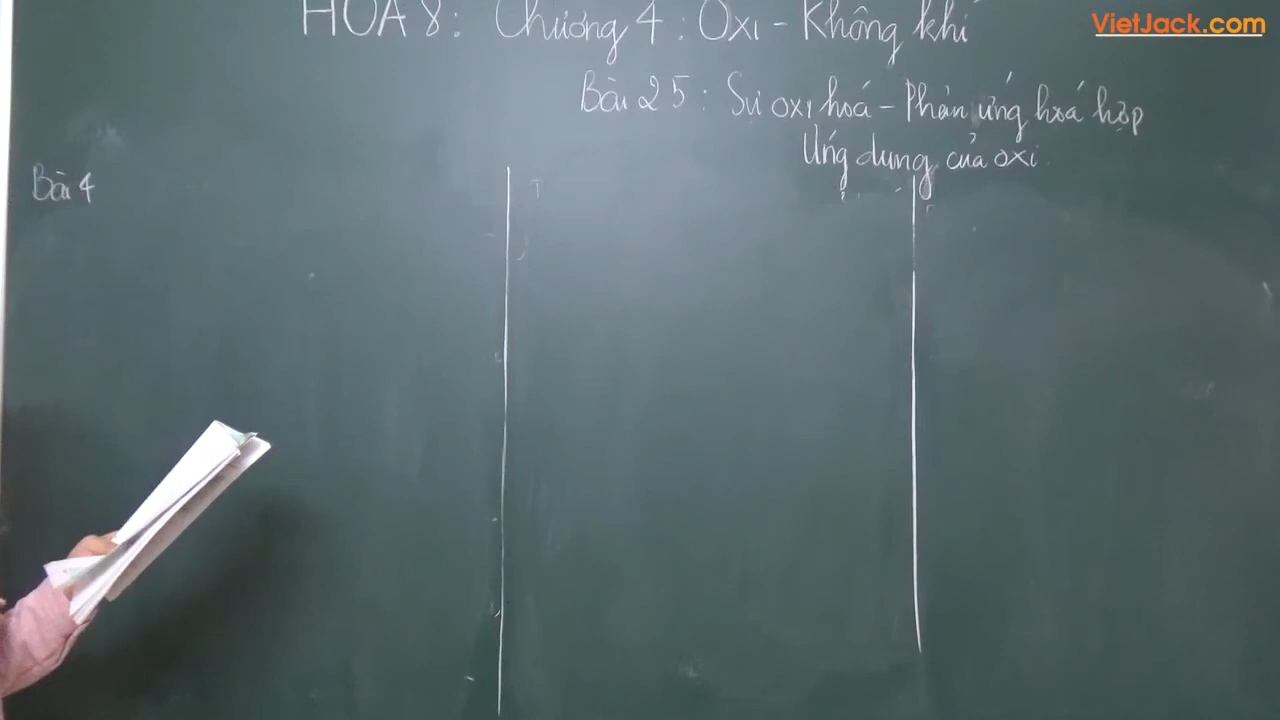 VietJack.com
HOÁ 8: Chương 4: Oxi - Không khí
Bài 25: Sự oxi hoá - Phản ứng hoá hợp
Ứng dụng của oxi
Bài 4